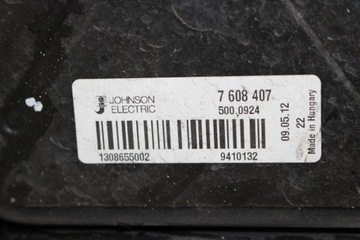 JOHNSON
ELECTRIC
7 608 407
500.0924
1308655002
9410132
09.05.12
22
Made in Hungary